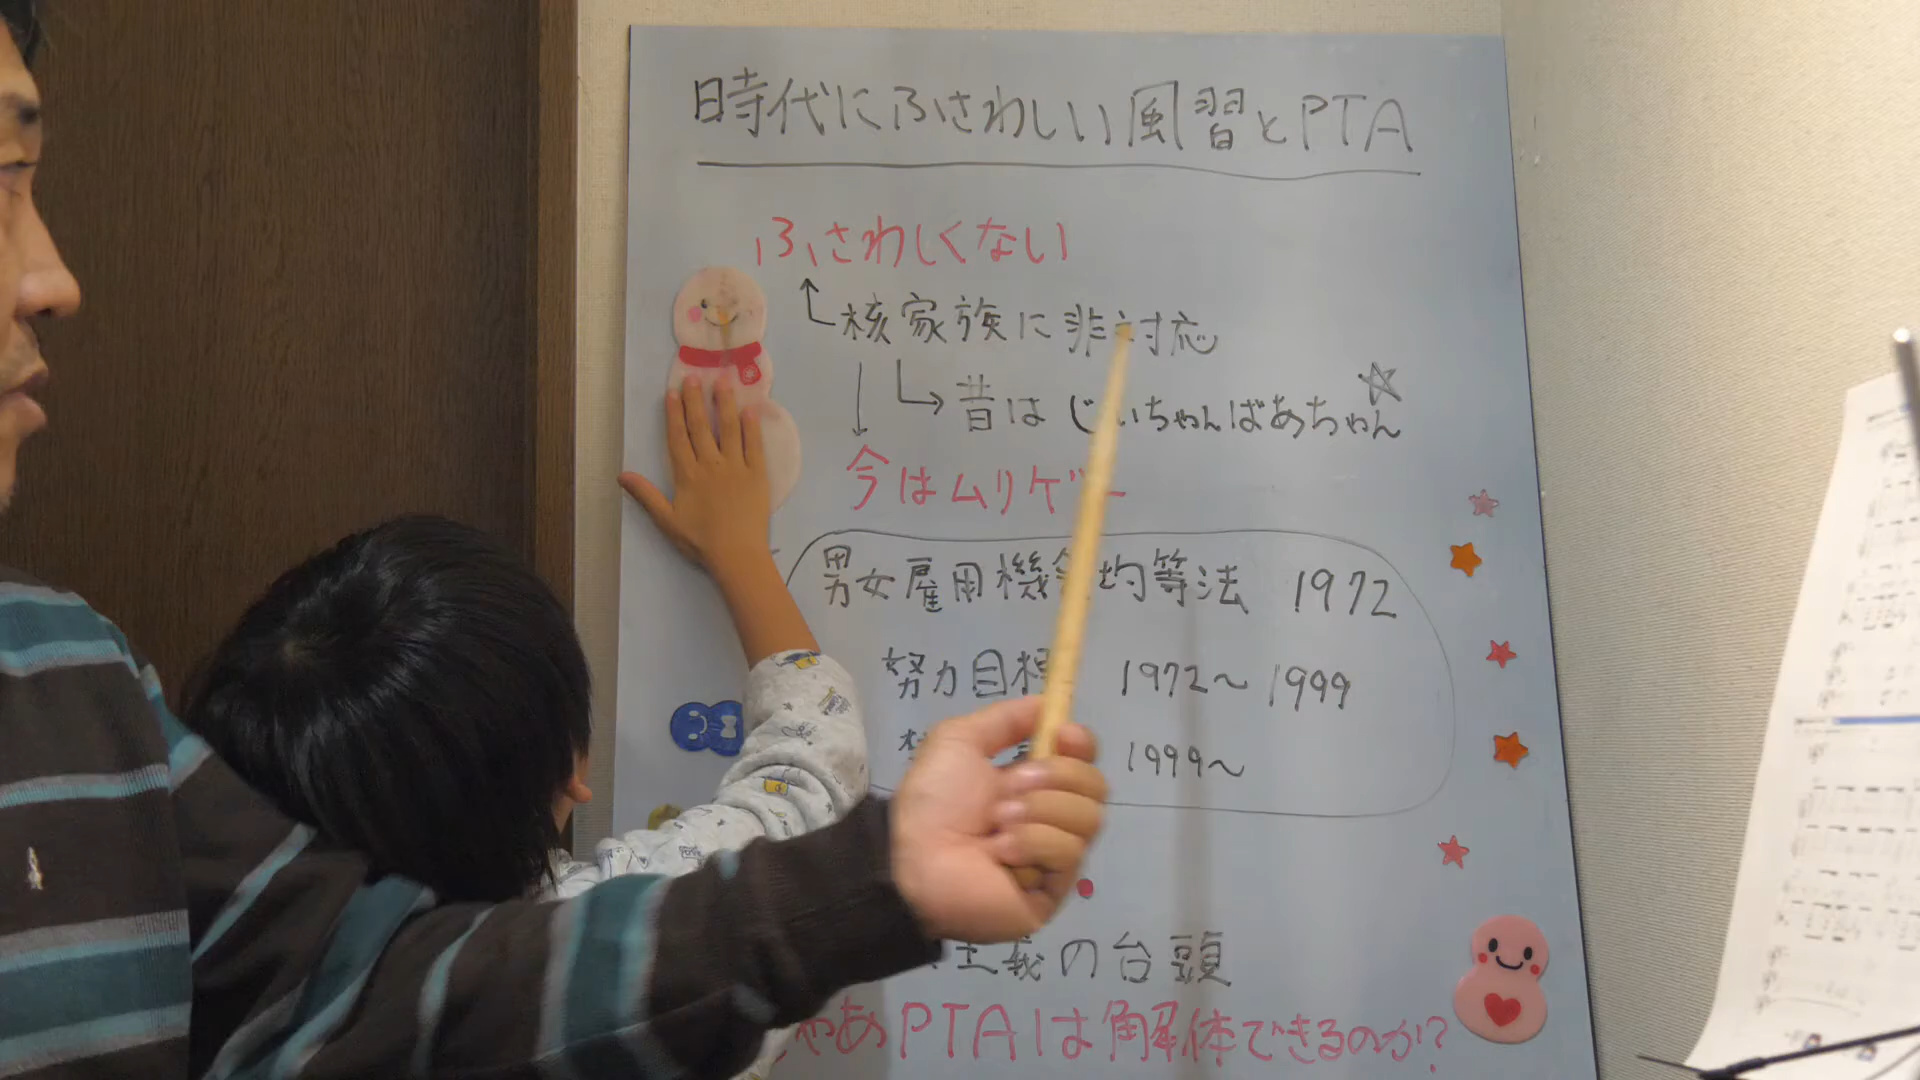 時代にふさわしい風習とPTA
ふさわしくない
核家族に非対応
昔は じいちゃんばあちゃん
今はムリゲー
男女雇用機会均等法 1972
努力目標 1972〜1999
1999〜
主義の台頭
じゃあPTAは解体できるのか?